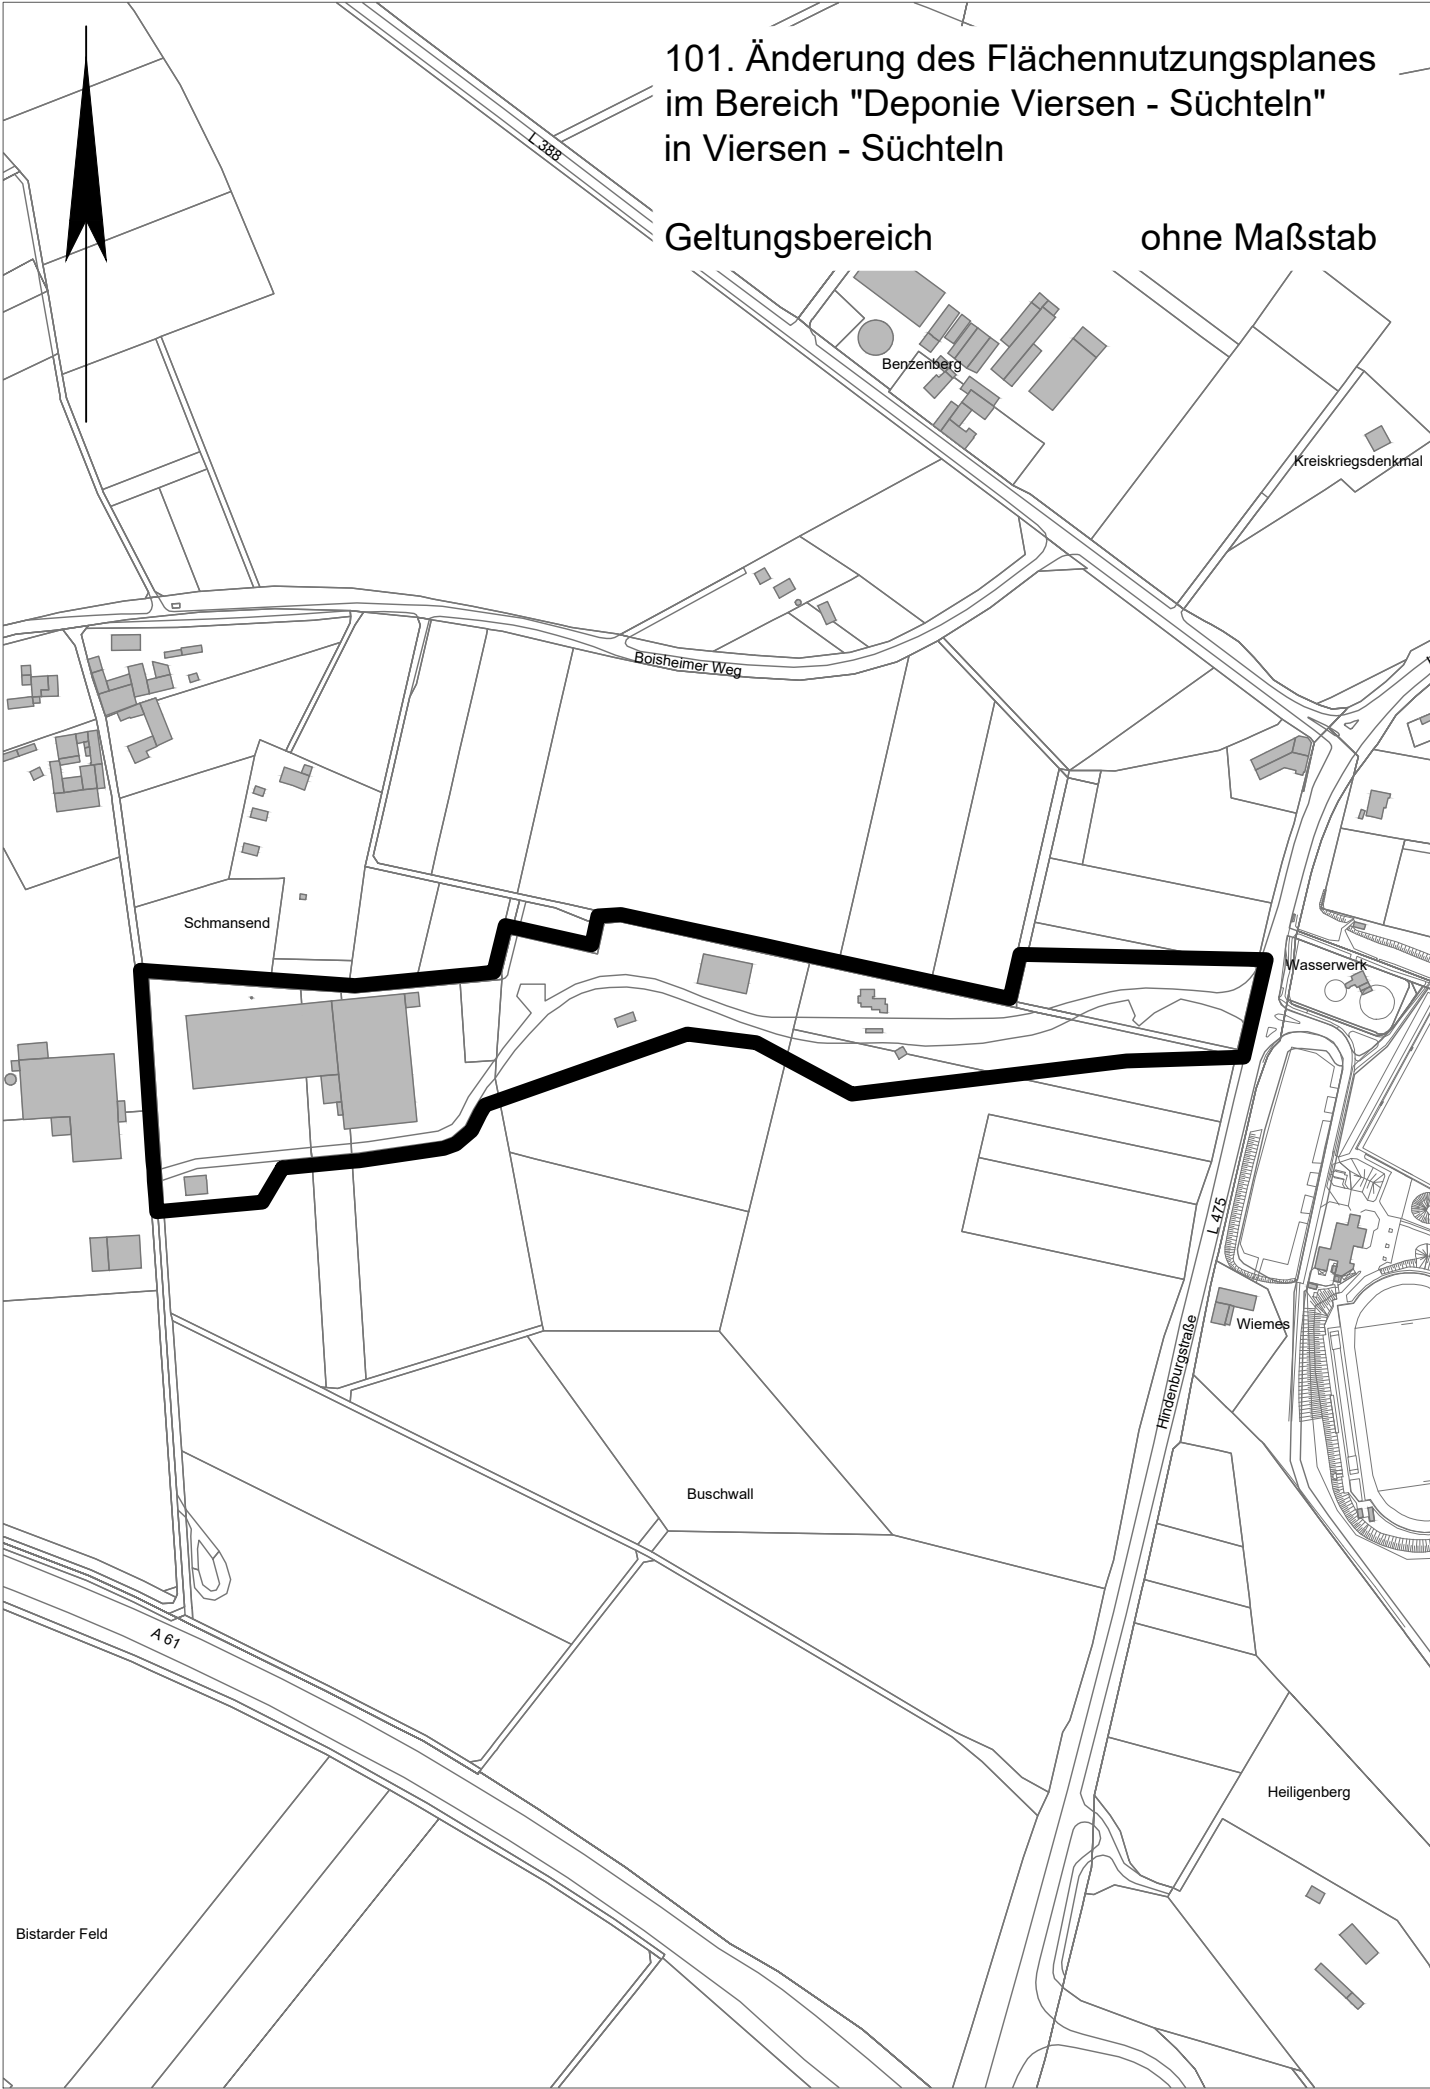 101. Änderung des Flächennutzungsplanes
im Bereich "Deponie Viersen - Süchteln"
in Viersen - Süchteln
Geltungsbereich ohne Maßstab
L 388
Benzenberg
Kreiskriegsdenkmal
Boisheimer Weg
Schmansend
Wasserwerk
L 475
Wiemes
Hindenburgstraße
Buschwall
A 61
Heiligenberg
Bistarder Feld